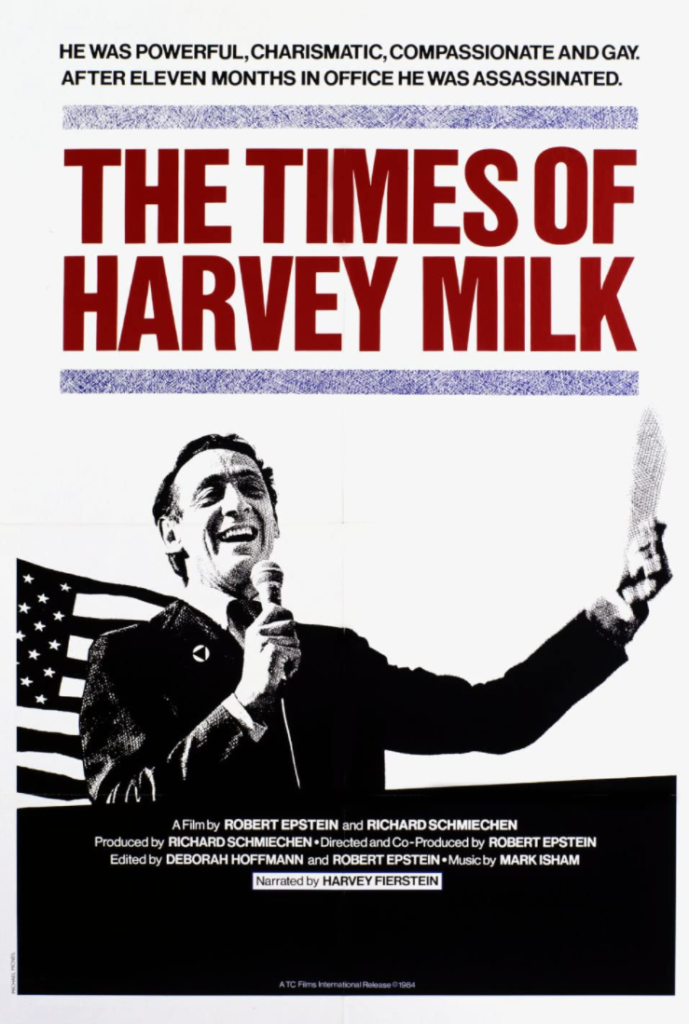 HE WAS POWERFUL, CHARISMATIC, COMPASSIONATE AND GAY.
AFTER ELEVEN MONTHS IN OFFICE HE WAS ASSASSINATED.
THE TIMES OF
HARVEY MILK
A Film by ROBERT EPSTEIN and RICHARD SCHMIECHEN
Produced by RICHARD SCHMIECHEN • Directed and Co-Produced by ROBERT EPSTEIN
Edited by DEBORAH HOFFMANN and ROBERT EPSTEIN • Music by MARK ISHAM
Narrated by HARVEY FIERSTEIN
A TC Films International Release © 1984